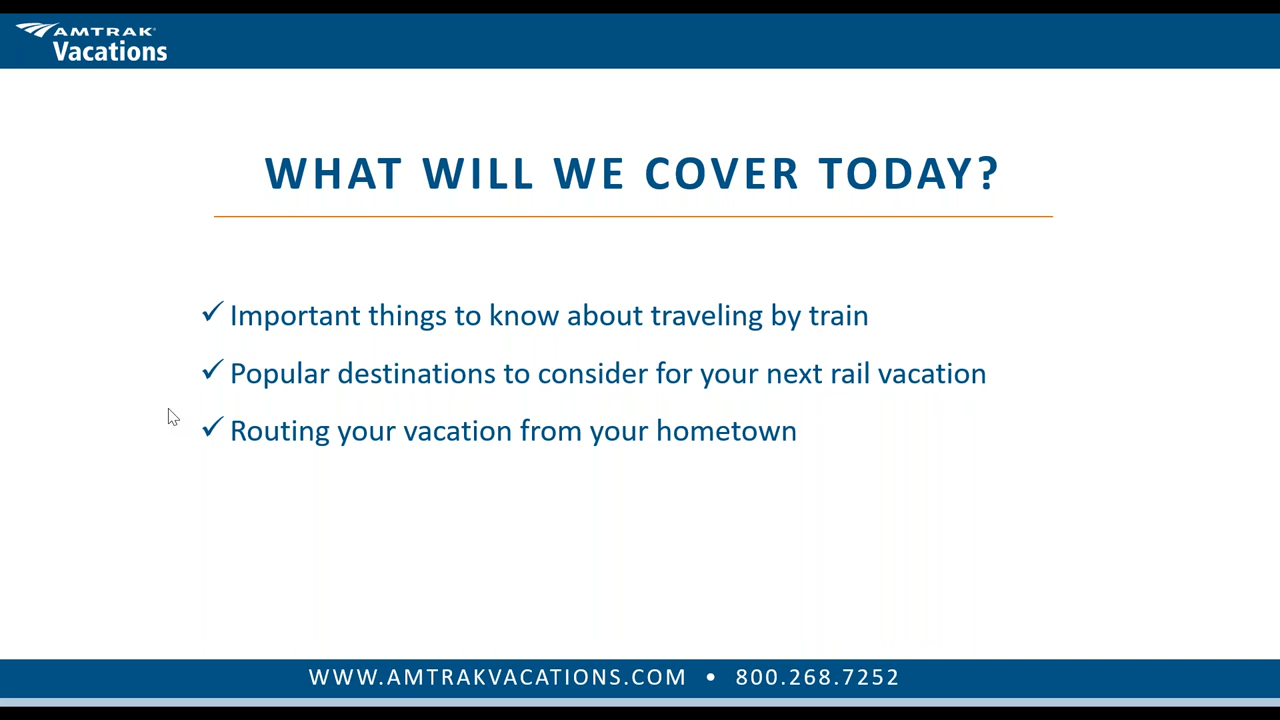 AMTRAK
Vacations
WHAT WILL WE COVER TODAY?
✓ Important things to know about traveling by train
✓ Popular destinations to consider for your next rail vacation
✓ Routing your vacation from your hometown
WWW.AMTRAKVACATIONS.COM • 800.268.7252